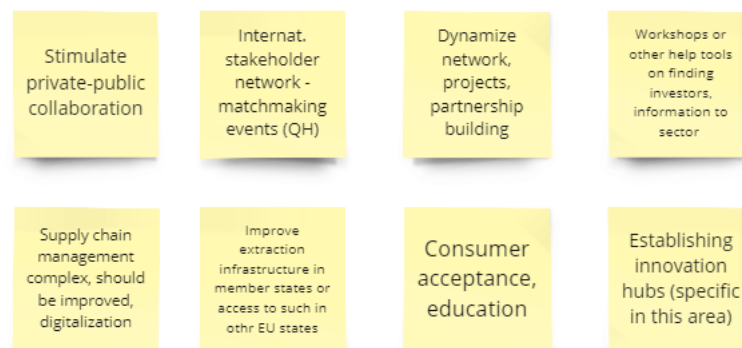 Stimulate
private-public
collaboration
Internat.
stakeholder
network -
matchmaking
events (QH)
Dynamize
network,
projects,
partnership
building
Workshops or
other help tools
on finding
investors,
information to
sector
Supply chain
management
complex, should
be improved,
digitalization
Improve
extraction
infrastructure in
member states or
access to such in
othr EU states
Consumer
acceptance,
education
Establishing
innovation
hubs (specific
in this area)